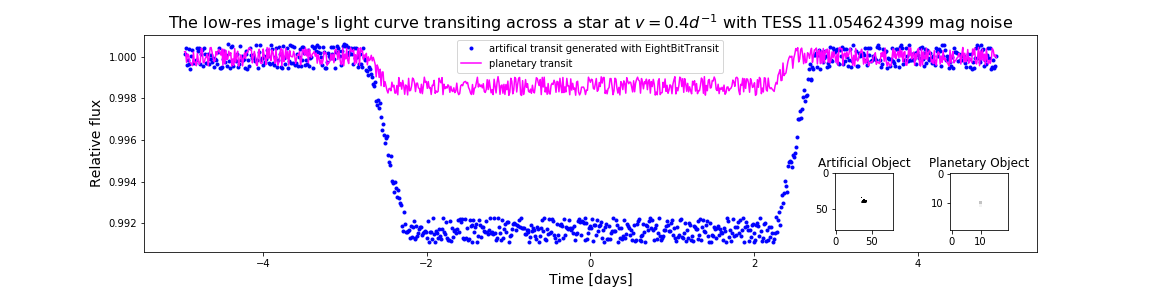 The low-res image's light curve transiting across a star at v = 0.4d⁻¹ with TESS 11.054624399 mag noise
artifical transit generated with EightBitTransit
planetary transit
Relative flux
1.000
0.998
0.996
0.994
0.992
Artificial Object
0
50
0
50
Planetary Object
0
10
0
10
−4
−2
0
2
4
Time [days]